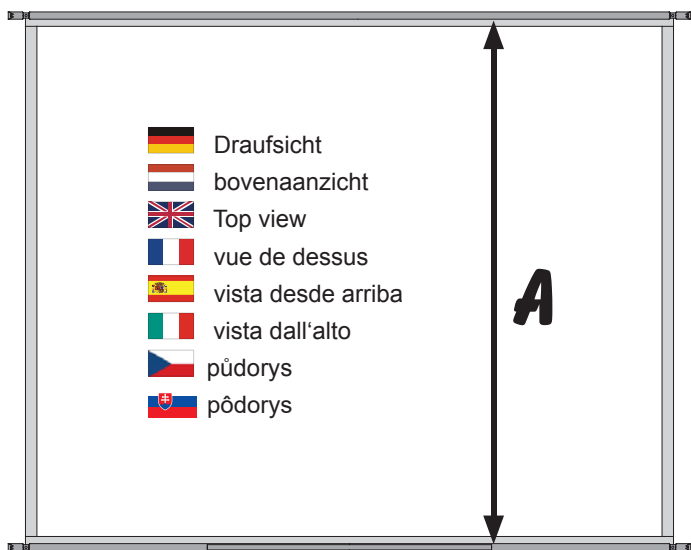 Draufsicht
bovenaanzicht
Top view
vue de dessus
vista desde arriba
vista dall‘alto
půdorys
pôdorys
A